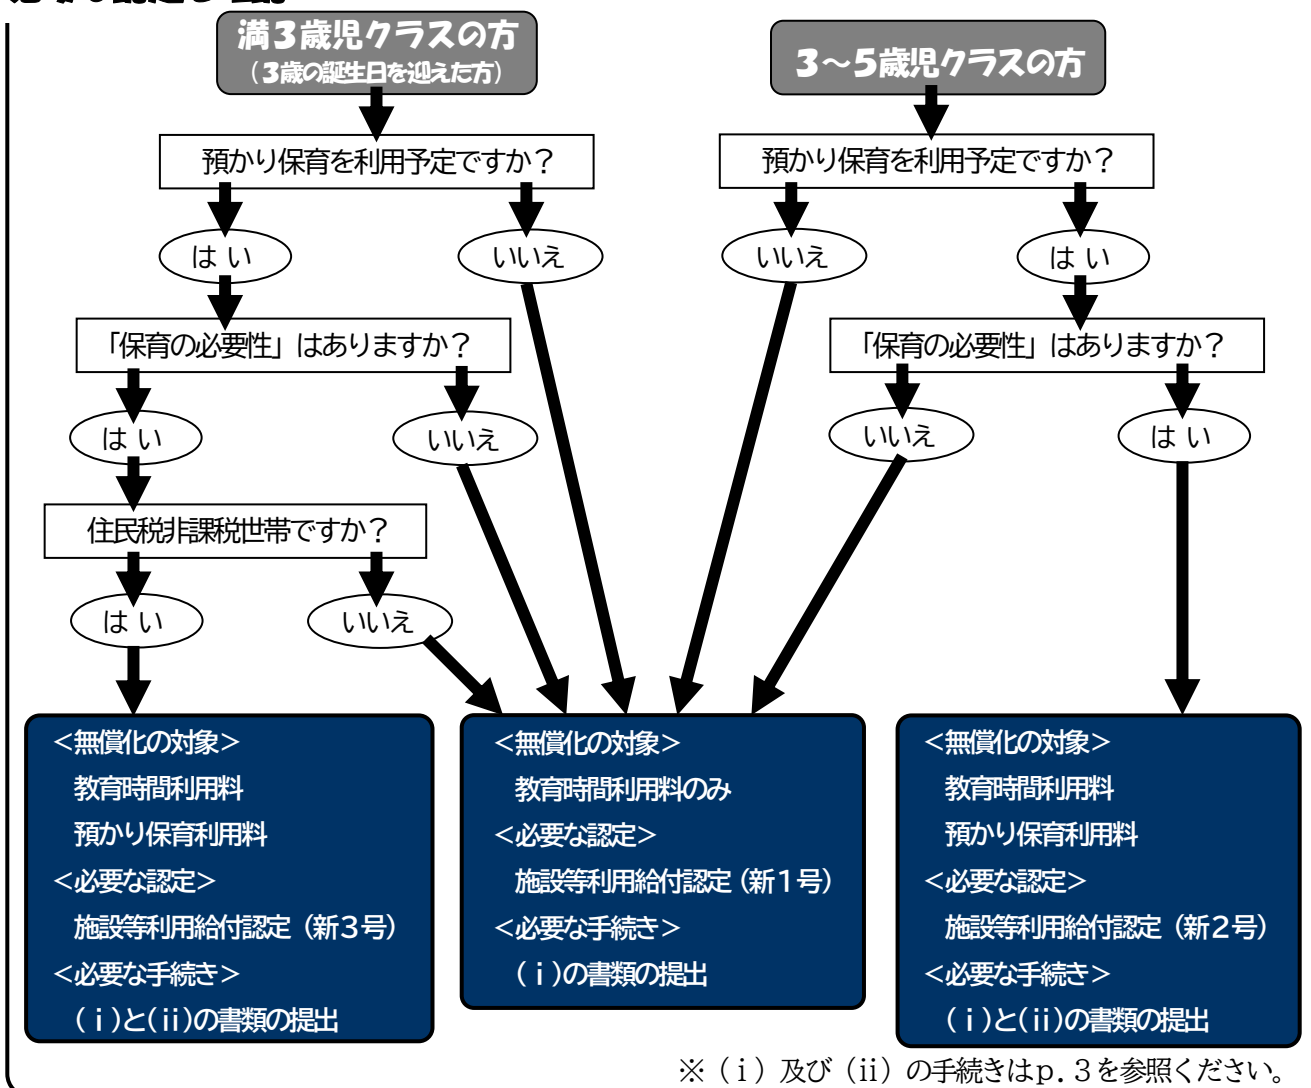 満３歳児クラスの方
（３歳の誕生日を迎えた方）
３～５歳児クラスの方
預かり保育を利用予定ですか？
預かり保育を利用予定ですか？
は い
いいえ
いいえ
は い
「保育の必要性」はありますか？
「保育の必要性」はありますか？
は い
いいえ
いいえ
は い
住民税非課税世帯ですか？
は い
いいえ
＜無償化の対象＞
教育時間利用料
預かり保育利用料
＜必要な認定＞
施設等利用給付認定（新３号）
＜必要な手続き＞
(ⅰ)と(ⅱ)の書類の提出
＜無償化の対象＞
教育時間利用料のみ
＜必要な認定＞
施設等利用給付認定（新１号）
＜必要な手続き＞
(ⅰ)の書類の提出
＜無償化の対象＞
教育時間利用料
預かり保育利用料
＜必要な認定＞
施設等利用給付認定（新２号）
＜必要な手続き＞
(ⅰ)と(ⅱ)の書類の提出
※（ⅰ）及び（ⅱ）の手続きはｐ．３を参照ください。